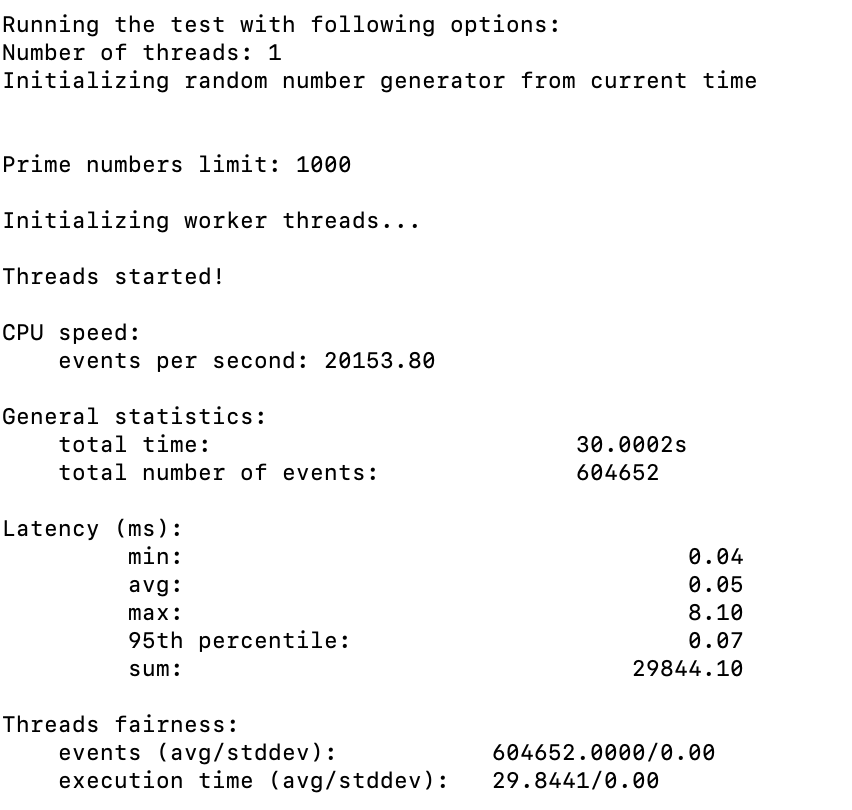 Running the test with following options:
Number of threads: 1
Initializing random number generator from current time
Prime numbers limit: 1000
Initializing worker threads...
Threads started!
CPU speed:
events per second: 20153.80
General statistics:
total time: 30.0002s
total number of events: 604652
Latency (ms):
min: 0.04
avg: 0.05
max: 8.10
95th percentile: 0.07
sum: 29844.10
Threads fairness:
events (avg/stddev): 604652.0000/0.00
execution time (avg/stddev): 29.8441/0.00